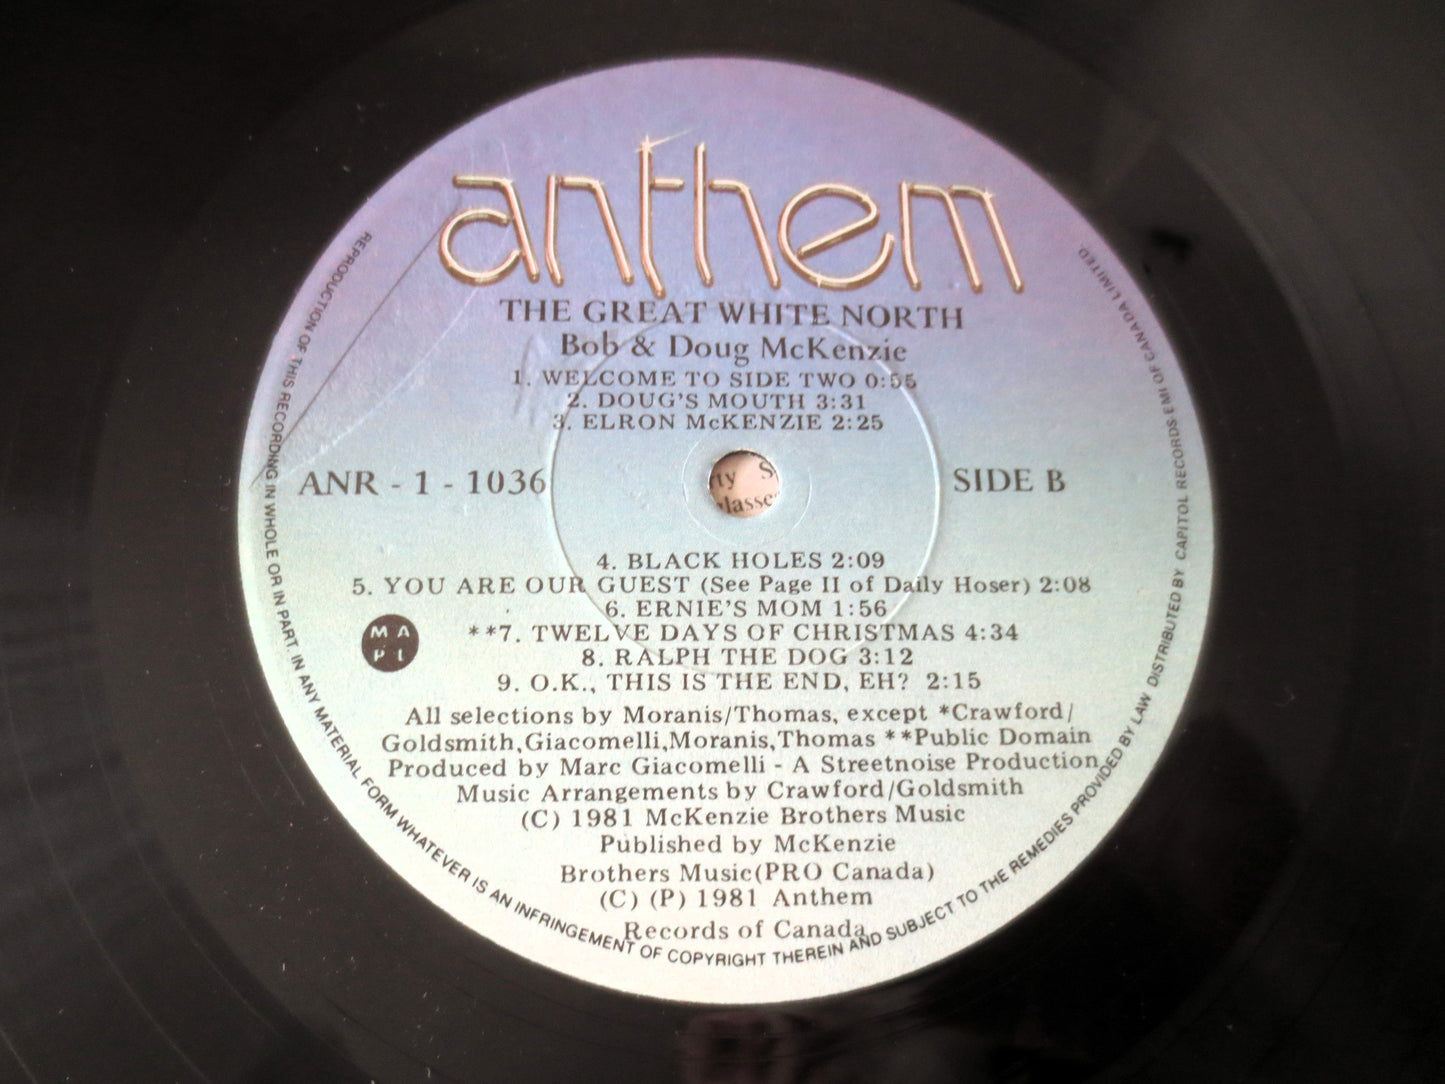 anthem
THE GREAT WHITE NORTH
Bob & Doug McKenzie
1. WELCOME TO SIDE TWO 0:55
2. DOUG'S MOUTH 3:31
3. ELRON McKENZIE 2:25
ANR - 1 - 1036
SIDE B
4. BLACK HOLES 2:09
5. YOU ARE OUR GUEST (See Page II of Daily Hoser) 2:08
6. ERNIE'S MOM 1:56
**7. TWELVE DAYS OF CHRISTMAS 4:34
8. RALPH THE DOG 3:12
9. O.K., THIS IS THE END, EH? 2:15
M A
P L
All selections by Moranis/Thomas, except *Crawford/
Goldsmith,Giacomelli,Moranis,Thomas **Public Domain
Produced by Marc Giacomelli - A Streetnoise Production
Music Arrangements by Crawford/Goldsmith
(C) 1981 McKenzie Brothers Music
Published by McKenzie
Brothers Music(PRO Canada)
(C) (P) 1981 Anthem
Records of Canada
REPRODUCTION OF THIS RECORDING IN WHOLE OR IN PART. IN ANY MATERIAL FORM WHATEVER IS AN INFRINGEMENT OF COPYRIGHT THEREIN AND SUBJECT TO THE REMEDIES PROVIDED BY LAW DISTRIBUTED BY CAPITOL RECORDS EMI OF CANADA LIMITED